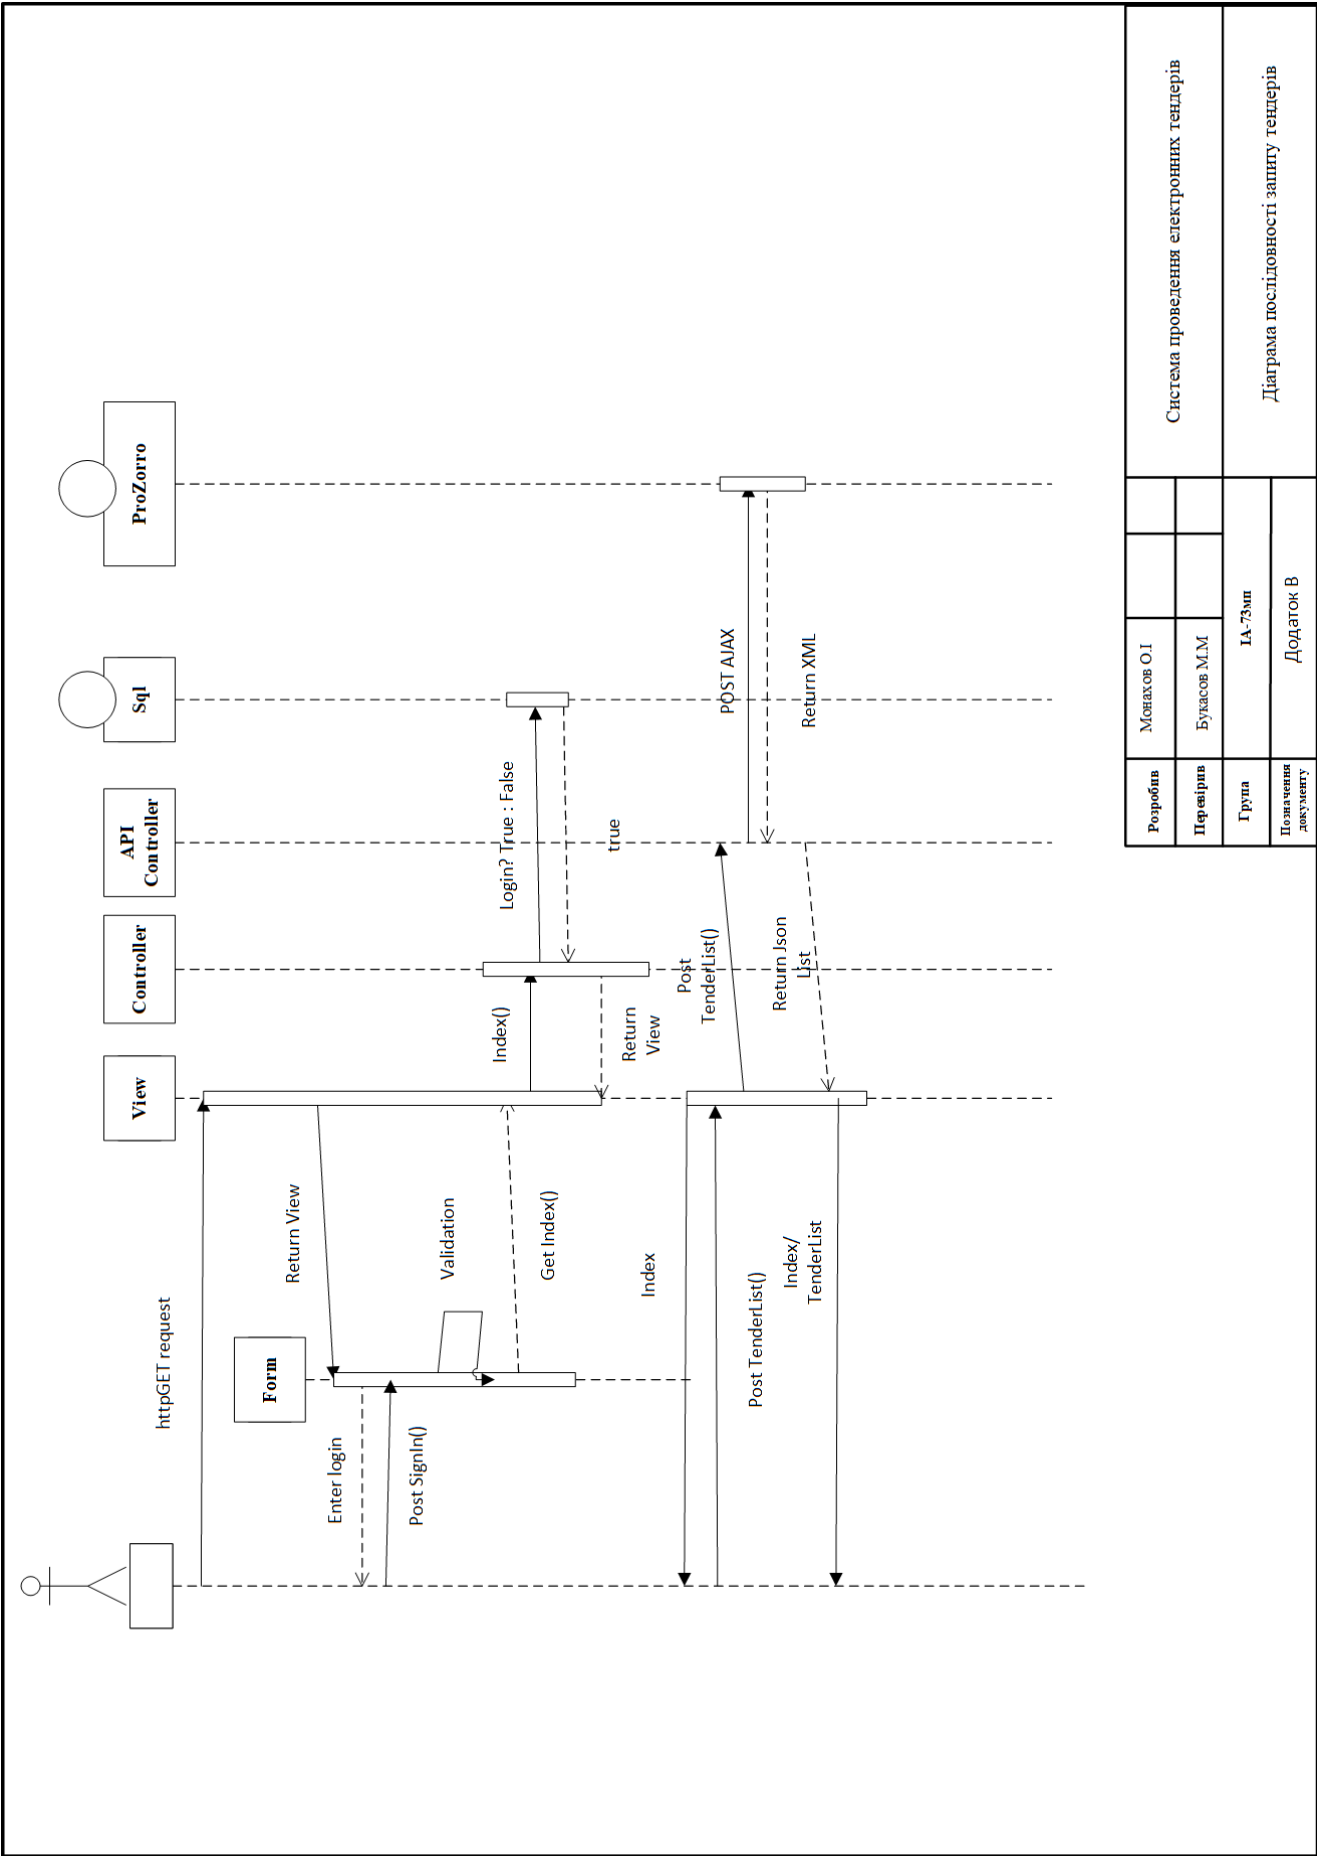 ProZorro
Sql
API
Controller
Controller
View
Form
httpGET request
Return View
Enter login
Post SignIn()
Validation
Get Index()
Index()
Login? True : False
true
Return
View
Index
Post TenderList()
Post
TenderList()
POST AJAX
Return XML
Return Json
List
Index/
TenderList
Розробив
Монахов О.І
Перевірив
Букасов М.М
Група
ІА-73мп
Позначення
документу
Додаток В
Система проведення електронних тендерів
Діаграма послідовності запиту тендерів